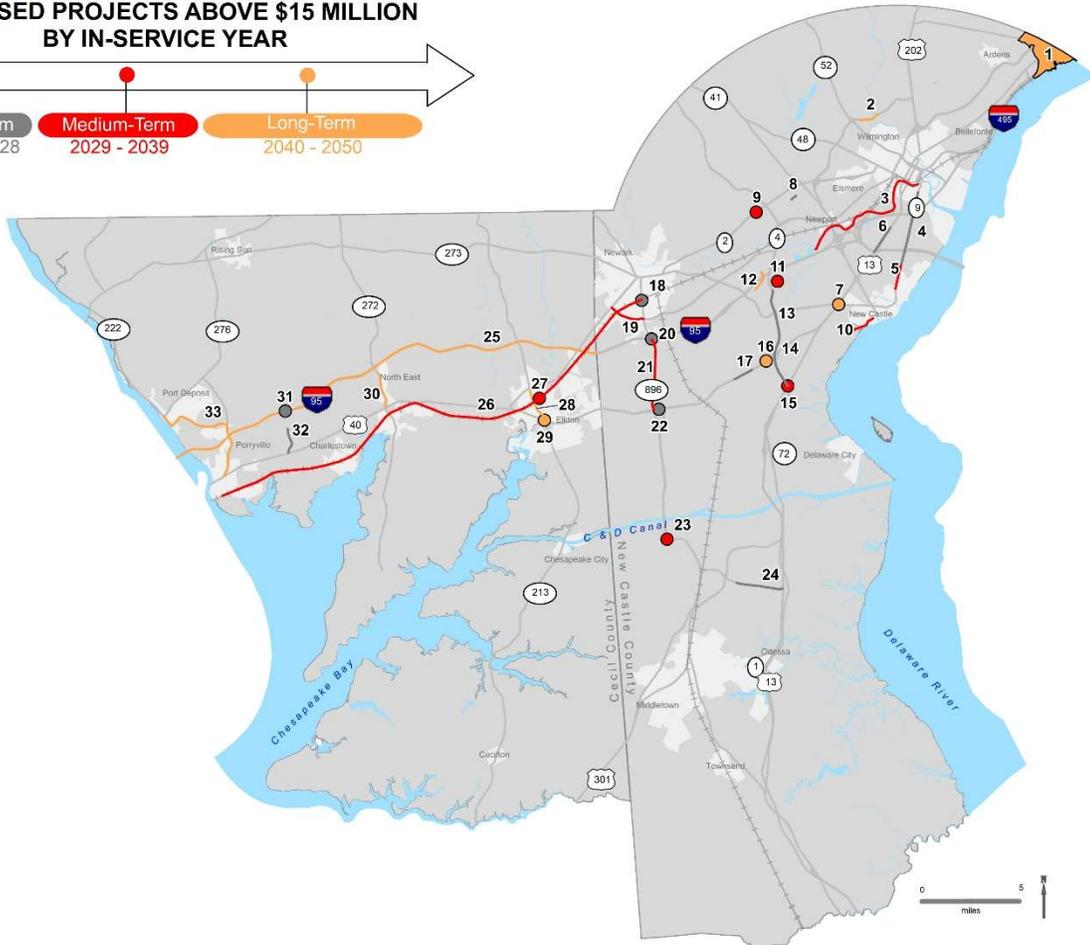 SED PROJECTS ABOVE $15 MILLION
BY IN-SERVICE YEAR
m
28
Medium-Term
2029 - 2039
Long-Term
2040 - 2050
202
Ardens
1
52
41
2
495
48
Wilmington
Bellefonte
8
Elsmere
9
3
9
Newport
6
4
2
4
13
5
Rising Sun
273
Newark
11
12
18
7
272
13
New Castle
222
276
19
20
95
10
25
16
14
17
21
North East
Port Deposit
31
95
30
27
896
15
33
26
28
40
Elkton
22
29
32
Perryville
Charlestown
72
Delaware City
C & D Canal
23
Chesapeake City
24
213
Cecil County
New Castle County
Delaware River
Odessa
1
13
Chesapeake Bay
Middletown
Cecilton
Townsend
301
N
0
5
miles